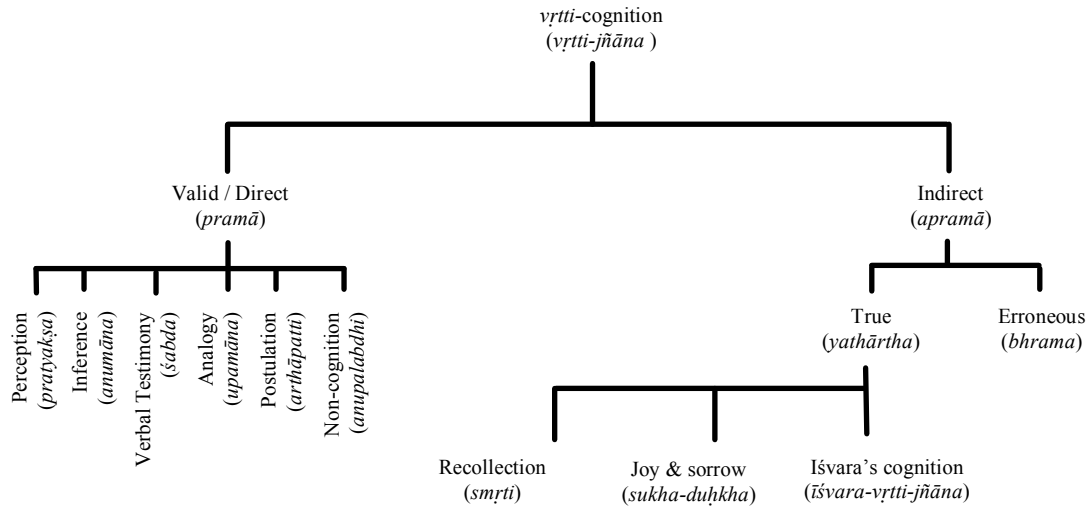 vṛtti-cognition
(vṛtti-jñāna )
Valid / Direct
(pramā)
Indirect
(apramā)
Perception
(pratyakṣa)
Inference
(anumāna)
Verbal Testimony
(śabda)
Analogy
(upamāna)
Postulation
(arthāpatti)
Non-cognition
(anupalabdhi)
True
(yathārtha)
Erroneous
(bhrama)
Recollection
(smṛti)
Joy & sorrow
(sukha-duḥkha)
Iśvara’s cognition
(īśvara-vṛtti-jñāna)